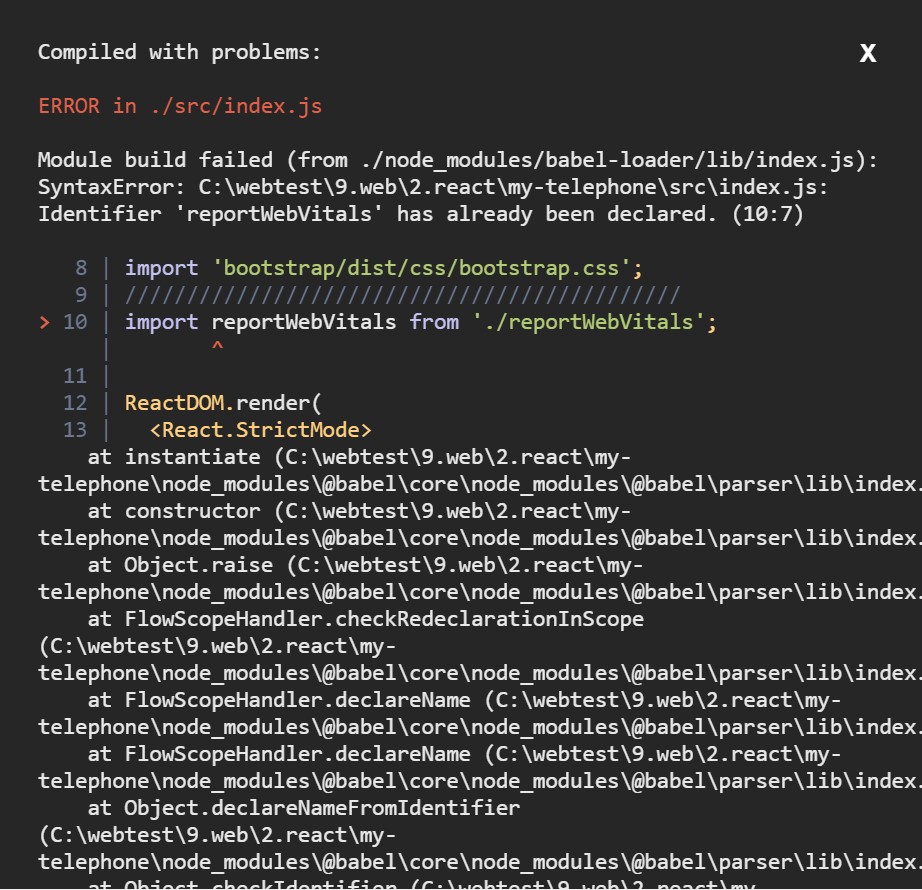 Compiled with problems:
X
ERROR in ./src/index.js
Module build failed (from ./node_modules/babel-loader/lib/index.js):
SyntaxError: C:\webtest\9.web\2.react\my-telephone\src\index.js:
Identifier 'reportWebVitals' has already been declared. (10:7)
8 | import 'bootstrap/dist/css/bootstrap.css';
9 | /////////////////////////////////////////////
> 10 | import reportWebVitals from './reportWebVitals';
| ^
11 |
12 | ReactDOM.render(
13 | <React.StrictMode>
at instantiate (C:\webtest\9.web\2.react\my-
telephone\node_modules\@babel\core\node_modules\@babel\parser\lib\index.
at constructor (C:\webtest\9.web\2.react\my-
telephone\node_modules\@babel\core\node_modules\@babel\parser\lib\index.
at Object.raise (C:\webtest\9.web\2.react\my-
telephone\node_modules\@babel\core\node_modules\@babel\parser\lib\index.
at FlowScopeHandler.checkRedeclarationInScope
(C:\webtest\9.web\2.react\my-
telephone\node_modules\@babel\core\node_modules\@babel\parser\lib\index.
at FlowScopeHandler.declareName (C:\webtest\9.web\2.react\my-
telephone\node_modules\@babel\core\node_modules\@babel\parser\lib\index.
at FlowScopeHandler.declareName (C:\webtest\9.web\2.react\my-
telephone\node_modules\@babel\core\node_modules\@babel\parser\lib\index.
at Object.declareNameFromIdentifier
(C:\webtest\9.web\2.react\my-
telephone\node_modules\@babel\core\node_modules\@babel\parser\lib\index.
at Object.checkIdentifier (C:\webtest\9.web\2.react\my-